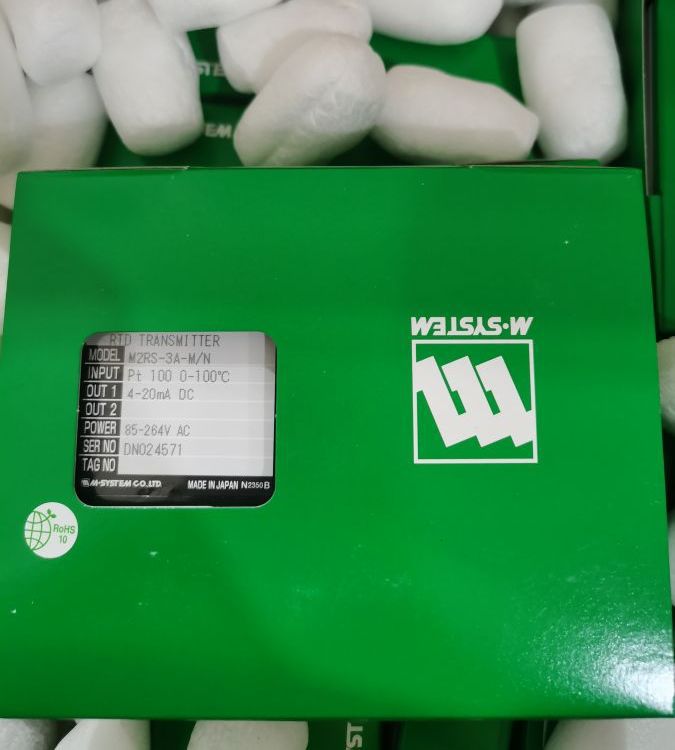 RTD TRANSMITTER
MODEL M2RS-3A-M/N
INPUT Pt 100 0-100℃
OUT 1 4-20mA DC
OUT 2
POWER 85-264V AC
SER NO DN024571
TAG NO
M-SYSTEM CO.,LTD. MADE IN JAPAN N2350B
RoHS
10
M-SYSTEM